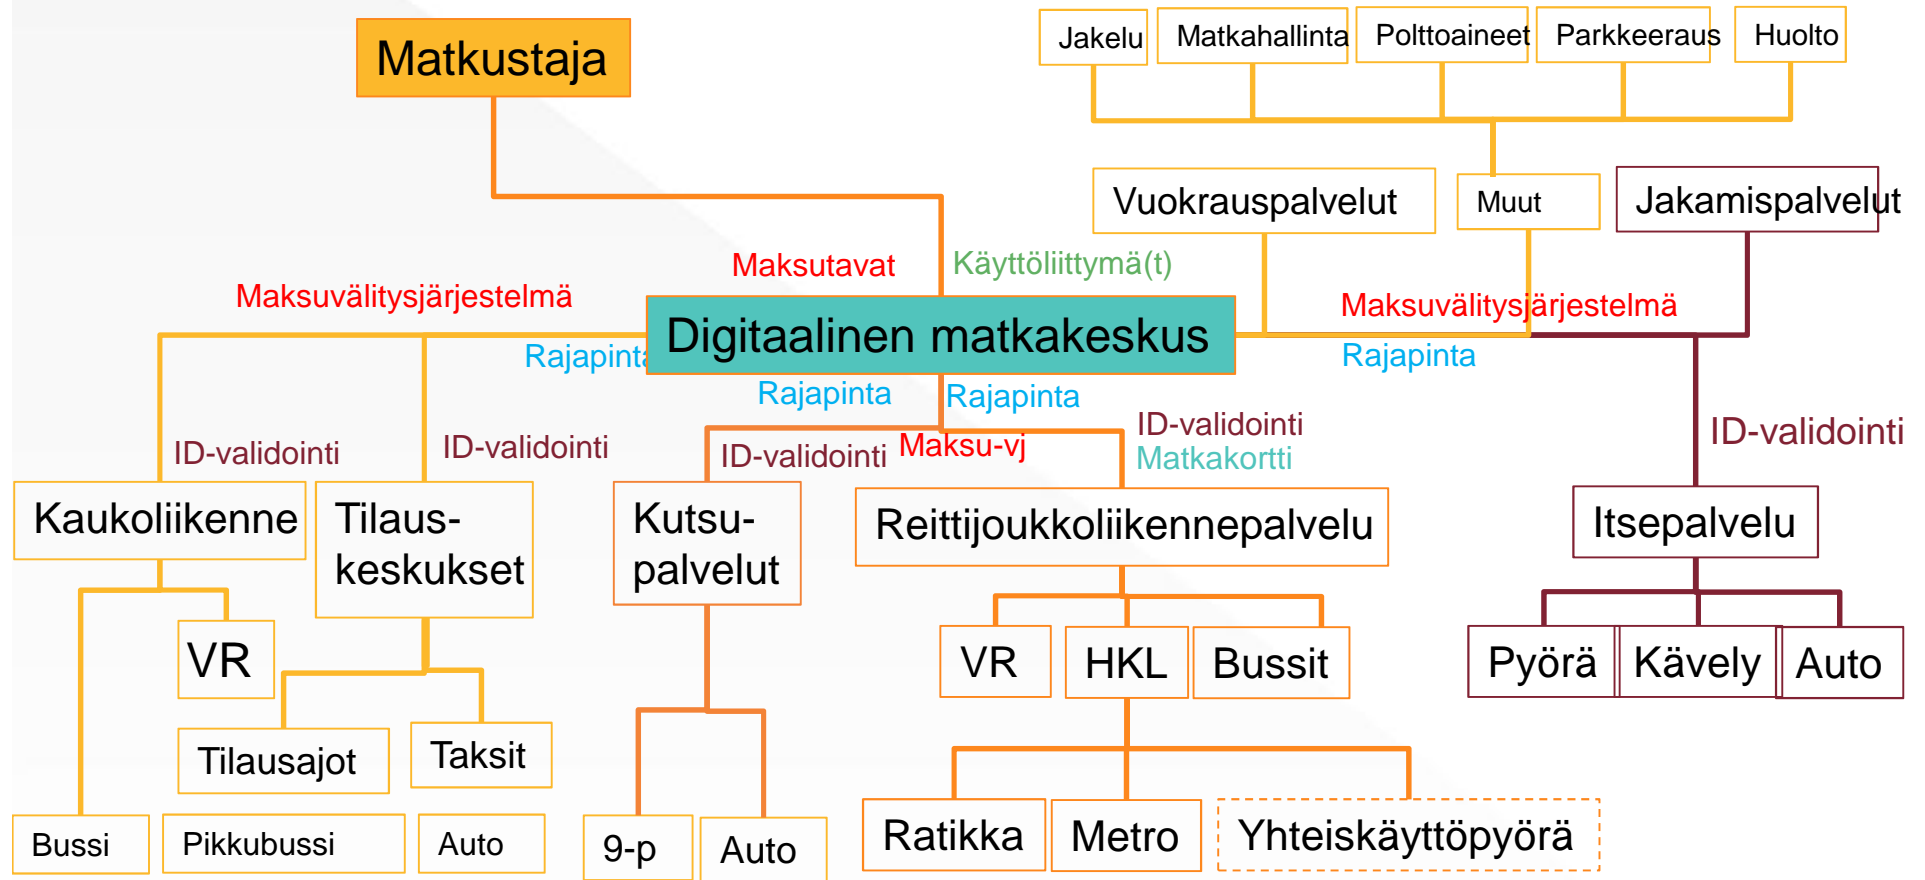 Matkustaja
Jakelu
Matkahallinta
Polttoaineet
Parkkeeraus
Huolto
Vuokrauspalvelut
Muut
Jakamispalvelut
Maksutavat
Käyttöliittymä(t)
Maksuvälitysjärjestelmä
Maksuvälitysjärjestelmä
Digitaalinen matkakeskus
Rajapinta
Rajapinta
Rajapinta
Rajapinta
ID-validointi
ID-validointi
ID-validointi
Maksu-vj
ID-validointi
Matkakortti
ID-validointi
Kaukoliikenne
Tilaus-
keskukset
Kutsu-
palvelut
Reittijoukkoliikennepalvelu
Itsepalvelu
VR
VR
HKL
Bussit
Pyörä
Kävely
Auto
Tilausajot
Taksit
Bussi
Pikkubussi
Auto
9-p
Auto
Ratikka
Metro
Yhteiskäyttöpyörä